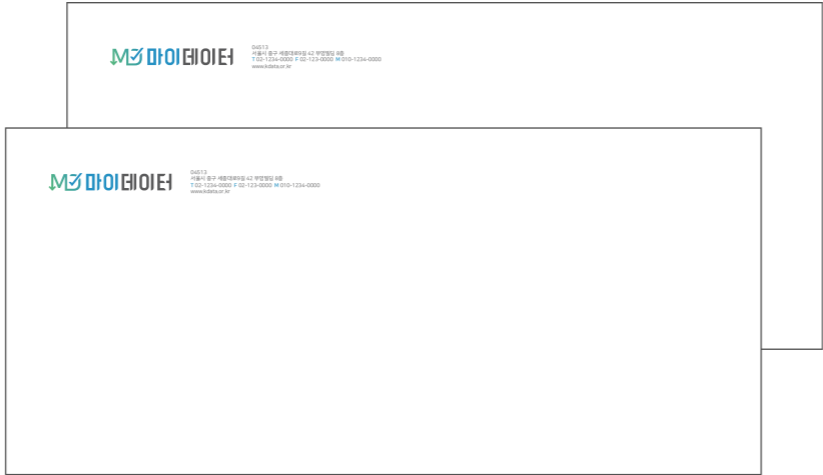 마이데이터
04513
서울시 중구 세종대로9길 42 부영빌딩 8층
T 02-1234-0000 F 02-123-0000 M 010-1234-0000
www.kdata.or.kr
마이데이터
04513
서울시 중구 세종대로9길 42 부영빌딩 8층
T 02-1234-0000 F 02-123-0000 M 010-1234-0000
www.kdata.or.kr